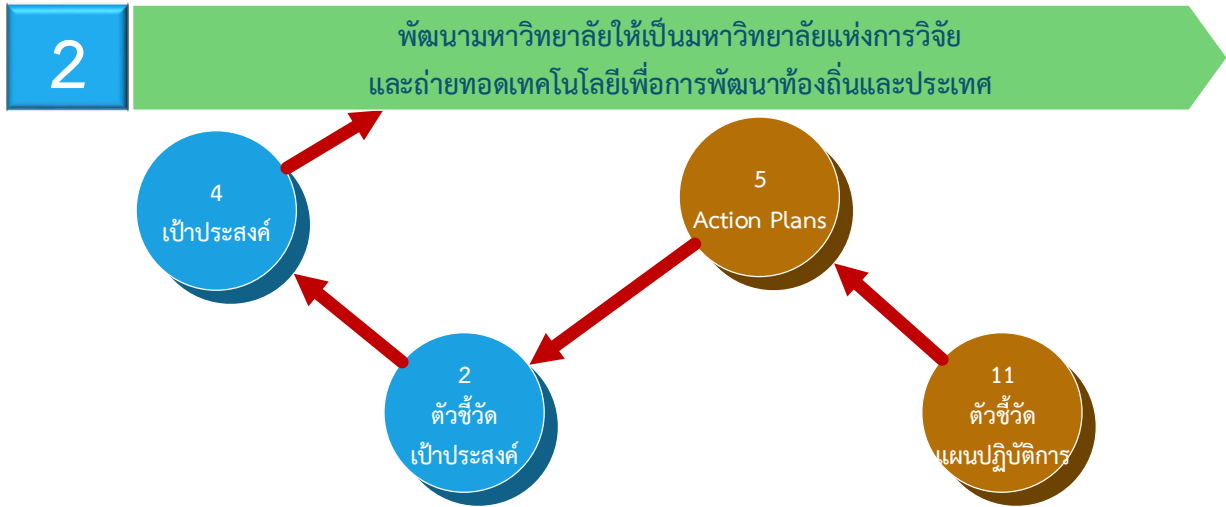 2
พัฒนามหาวิทยาลัยให้เป็นมหาวิทยาลัยแห่งการวิจัย
และถ่ายทอดเทคโนโลยีเพื่อการพัฒนาท้องถิ่นและประเทศ
4
เป้าประสงค์
5
Action Plans
2
ตัวชี้วัด
เป้าประสงค์
11
ตัวชี้วัด
แผนปฏิบัติการ